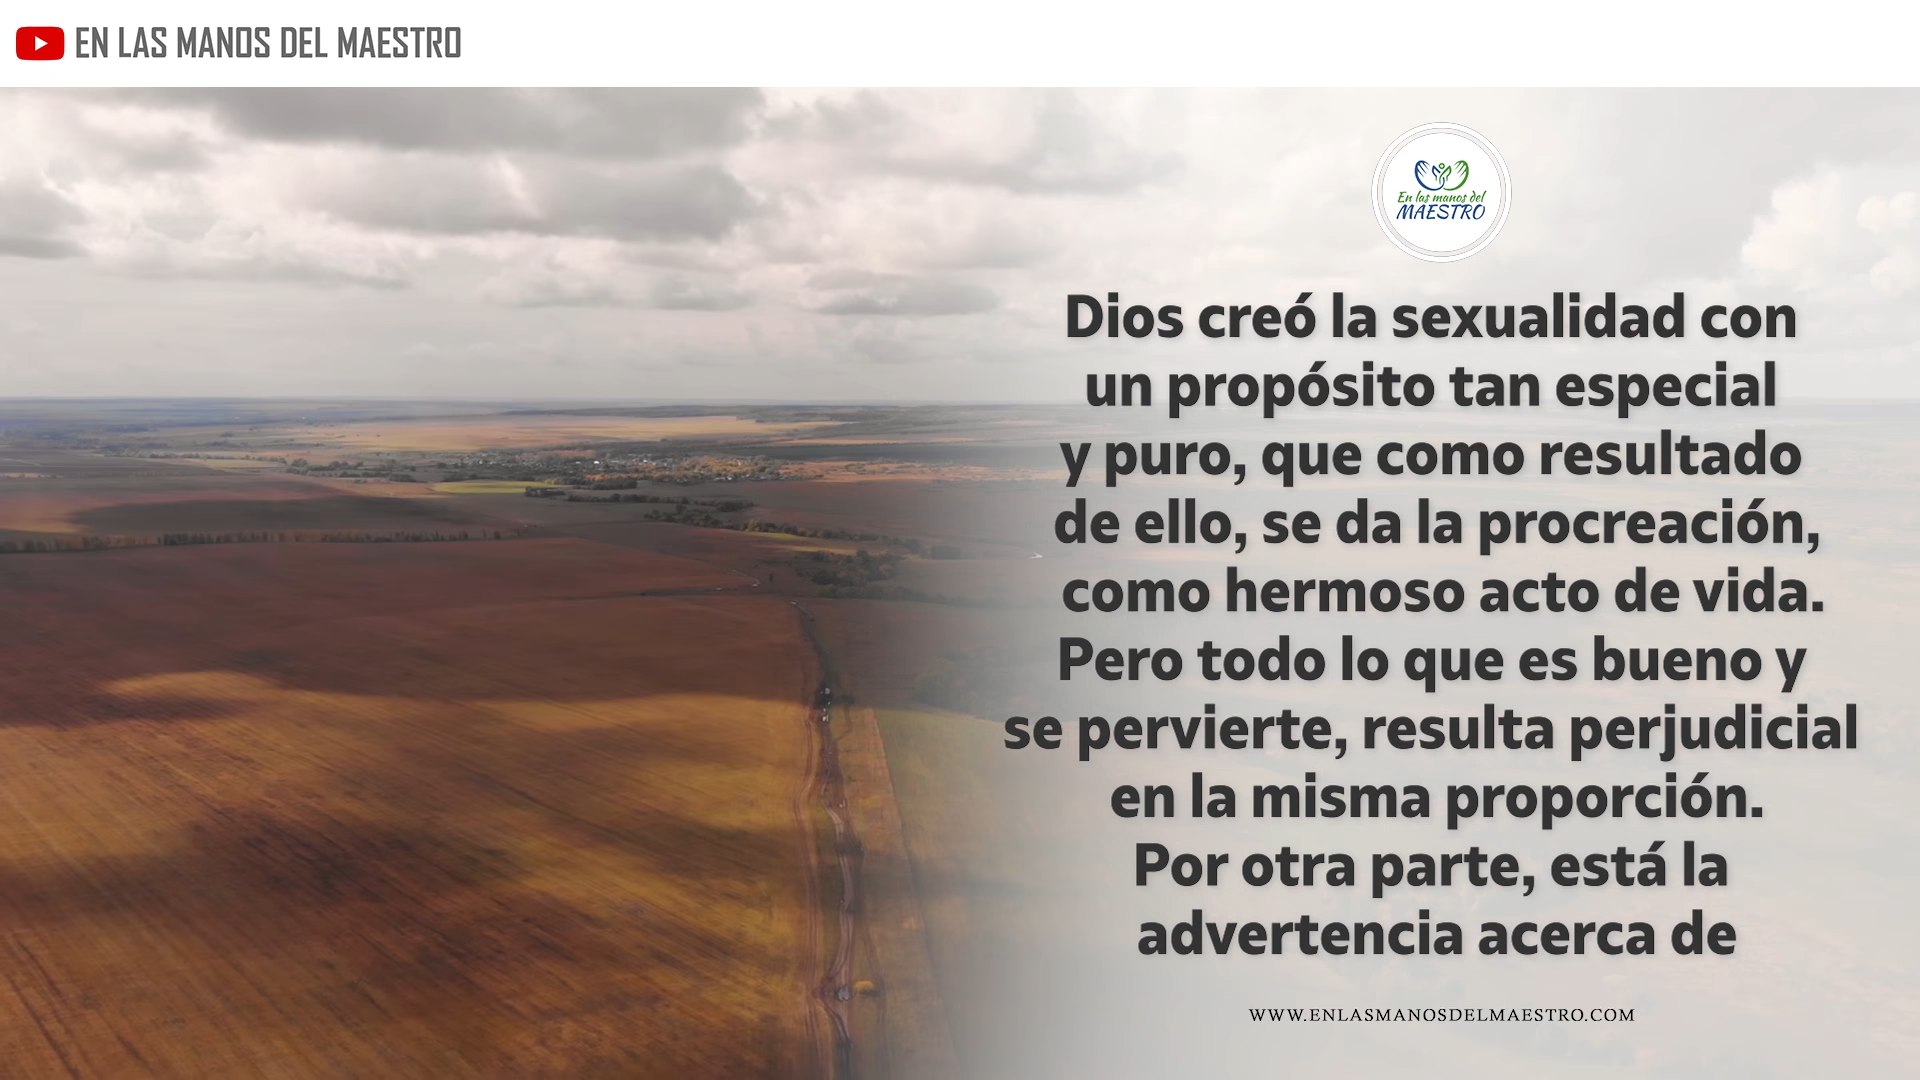 EN LAS MANOS DEL MAESTRO
En las manos del
MAESTRO
Dios creó la sexualidad con
un propósito tan especial
y puro, que como resultado
de ello, se da la procreación,
como hermoso acto de vida.
Pero todo lo que es bueno y
se pervierte, resulta perjudicial
en la misma proporción.
Por otra parte, está la
advertencia acerca de
WWW.ENLASMANOSDELMAESTRO.COM